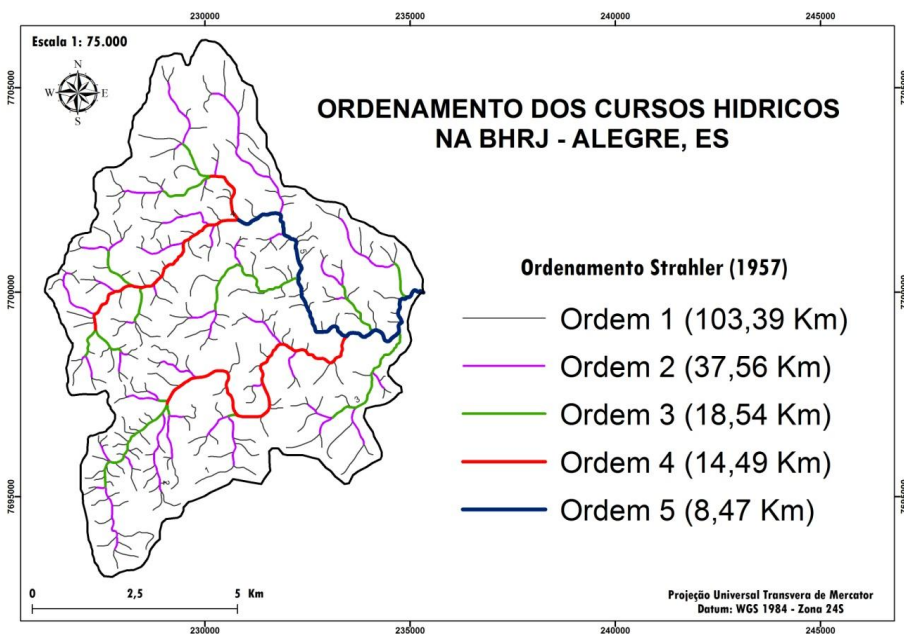 230000 235000 240000 245000
Escala 1: 75.000
N
W E
S
7705000 7705000
ORDENAMENTO DOS CURSOS HIDRICOS
NA BHRJ - ALEGRE, ES
Ordenamento Strahler (1957)
7700000 7700000
Ordem 1 (103,39 Km)
Ordem 2 (37,56 Km)
Ordem 3 (18,54 Km)
Ordem 4 (14,49 Km)
Ordem 5 (8,47 Km)
7695000 7695000
0 2,5 5 Km
Projeção Universal Transvera de Mercator
Datum: WGS 1984 - Zona 24S
230000 235000 240000 245000